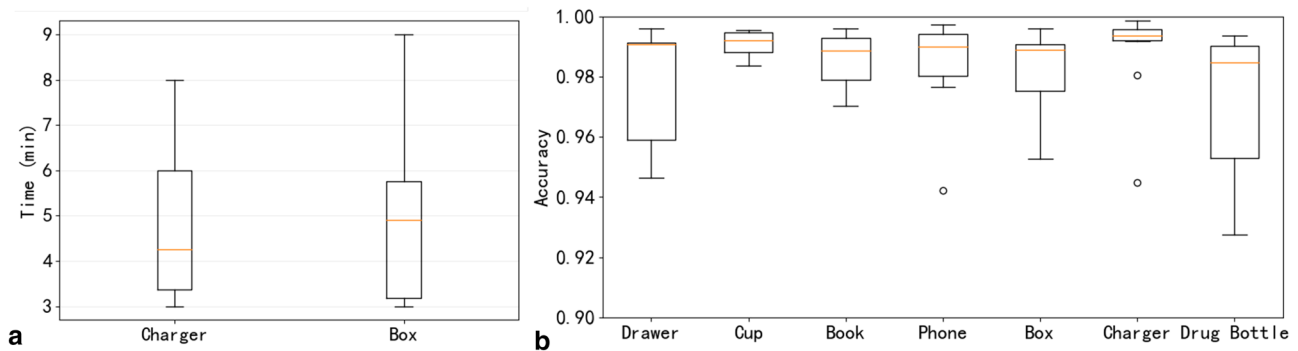 9
8
7
6
5
4
3
Time (min)
Charger Box
a
1.00
0.98
0.96
0.94
0.92
0.90
Accuracy
Drawer Cup Book Phone Box Charger Drug Bottle
b